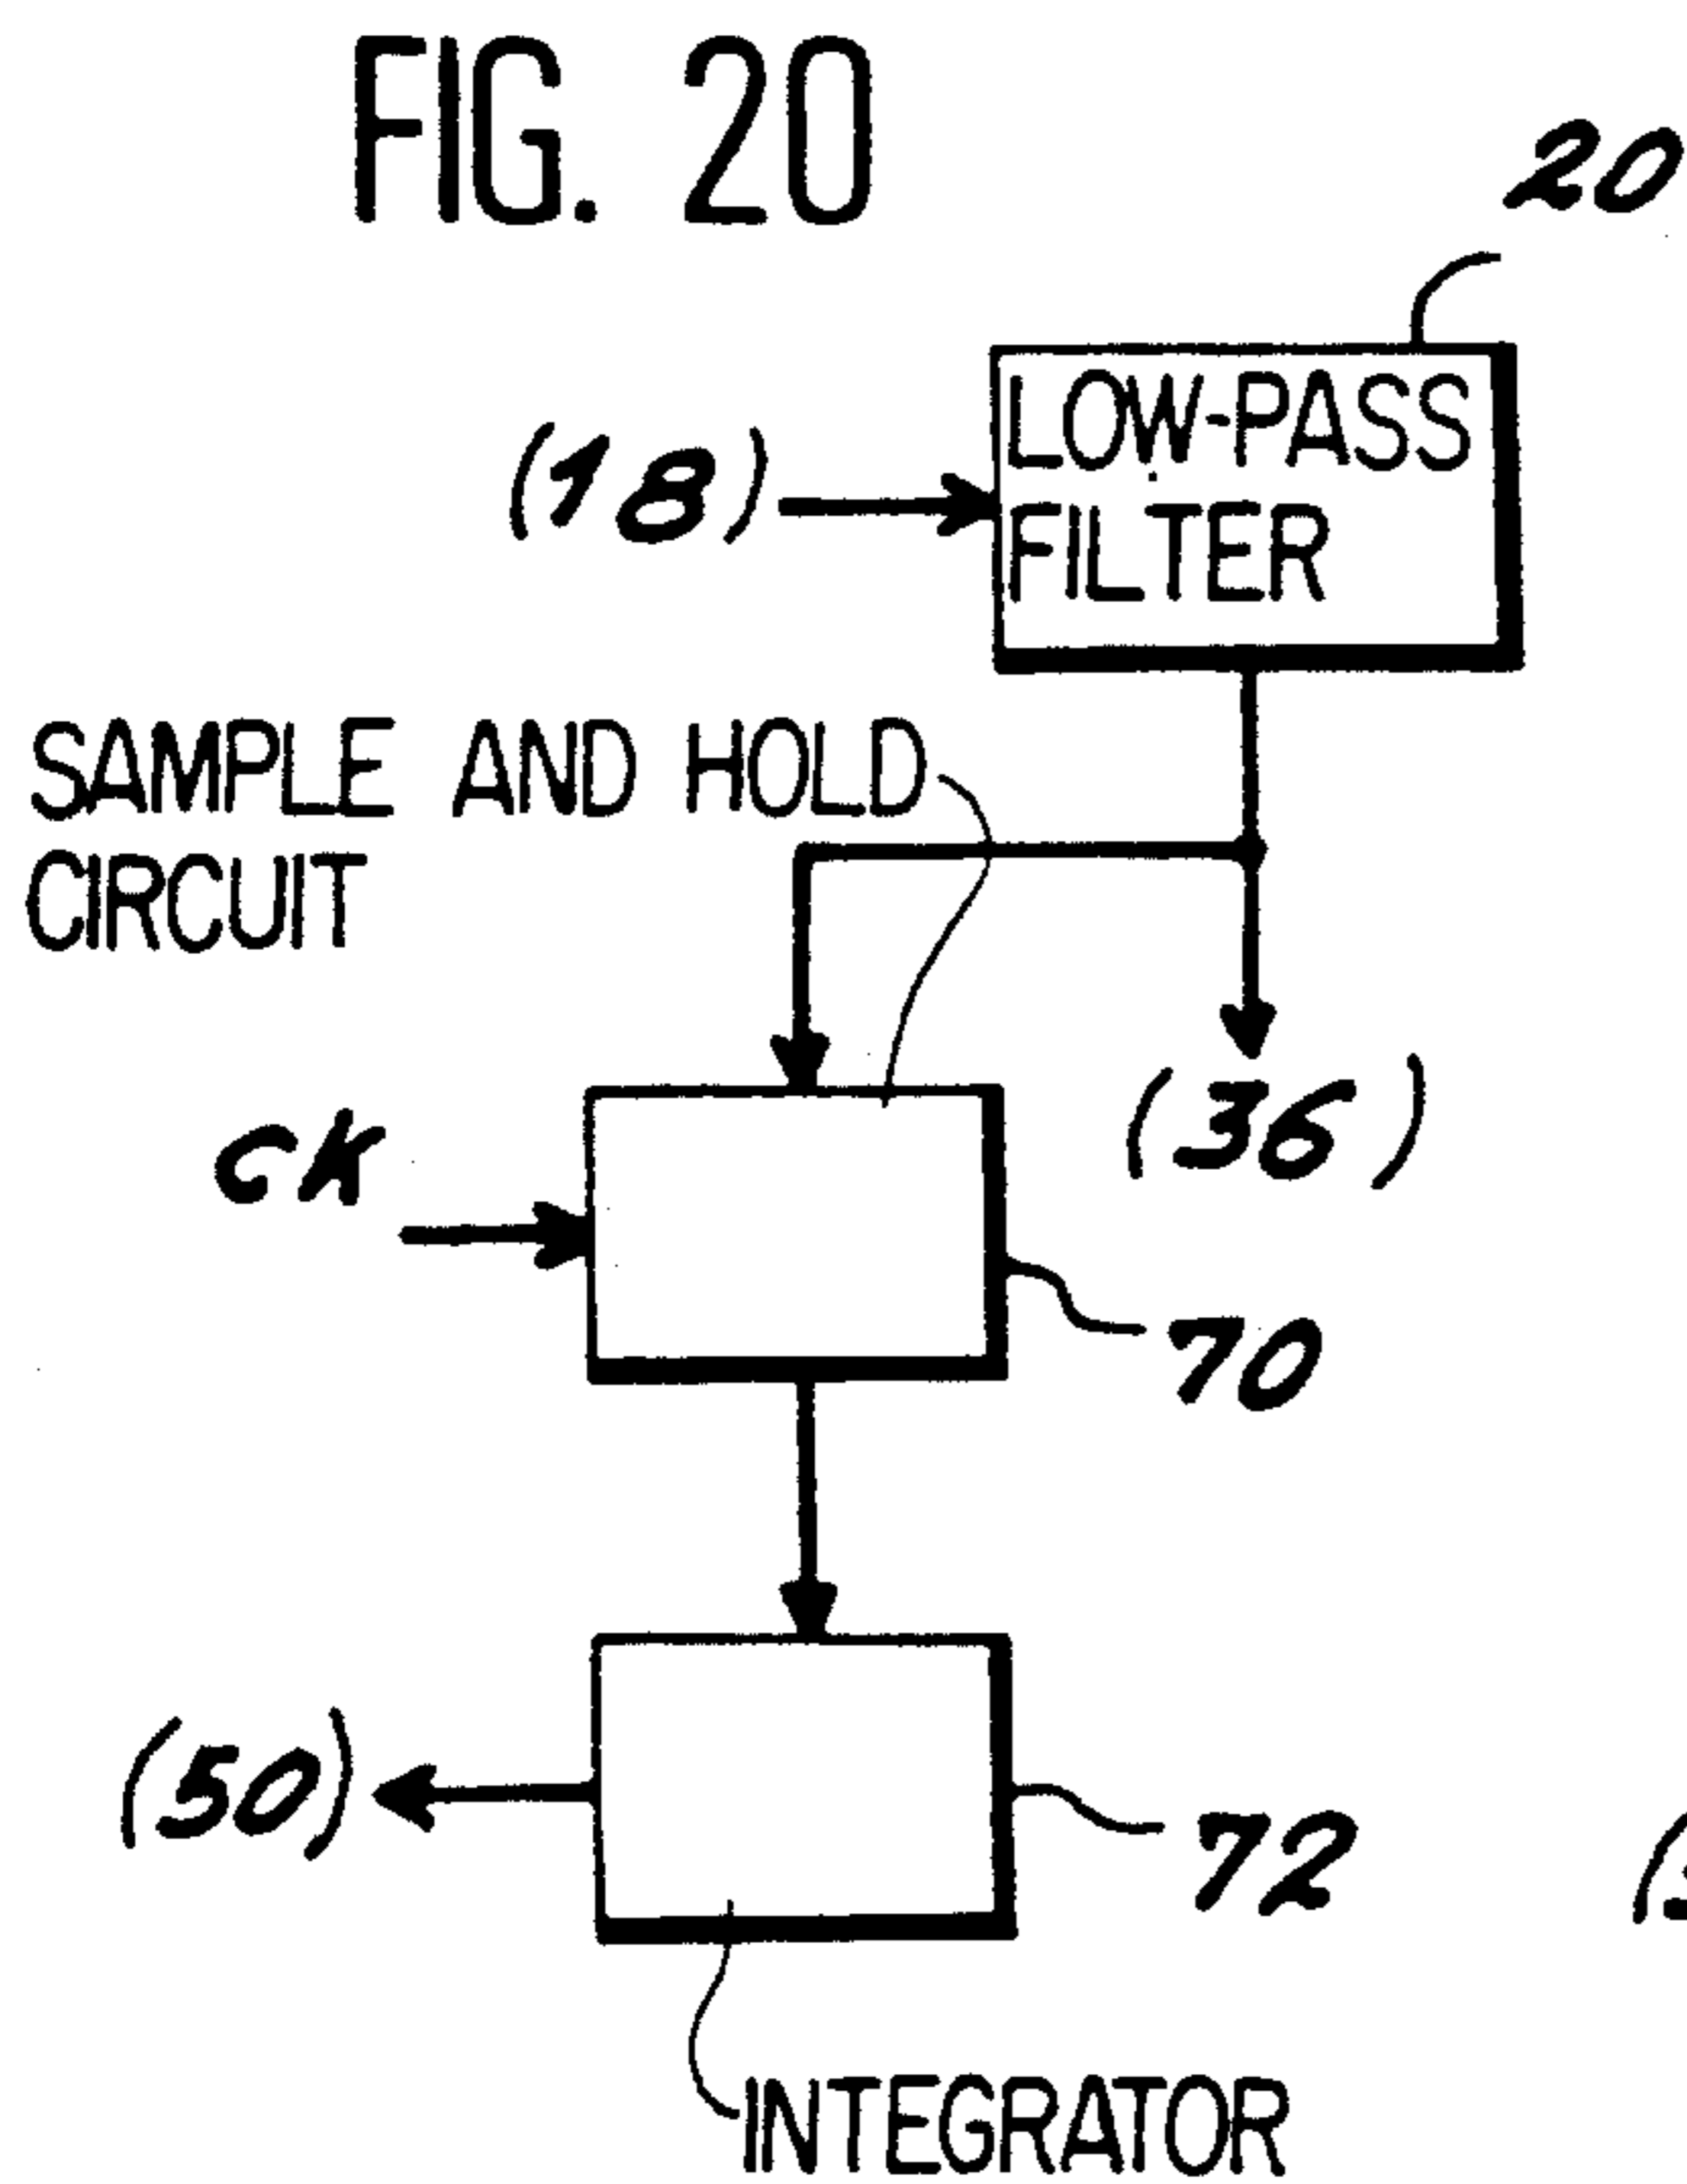 FIG. 20
20
LOW-PASS
FILTER
(18)
SAMPLE AND HOLD
CIRCUIT
(36)
CK
70
(50)
72
INTEGRATOR